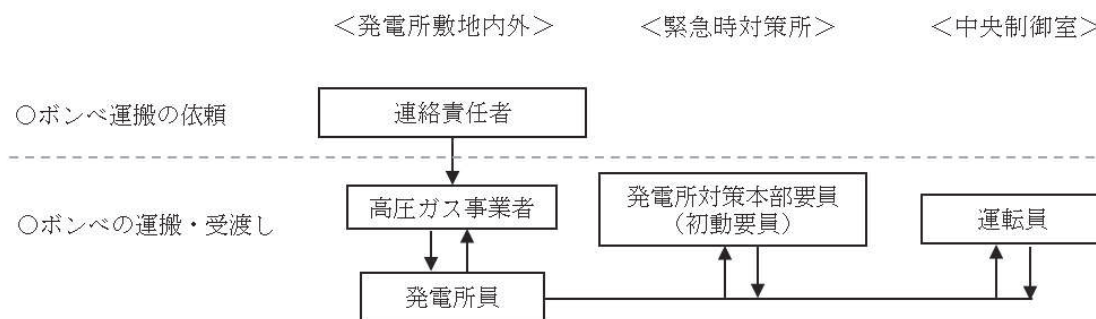 ＜発電所敷地内外＞ ＜緊急時対策所＞ ＜中央制御室＞
○ボンベ運搬の依頼 連絡責任者
○ボンベの運搬・受渡し 高圧ガス事業者 発電所対策本部要員 運転員
（初動要員）
発電所員